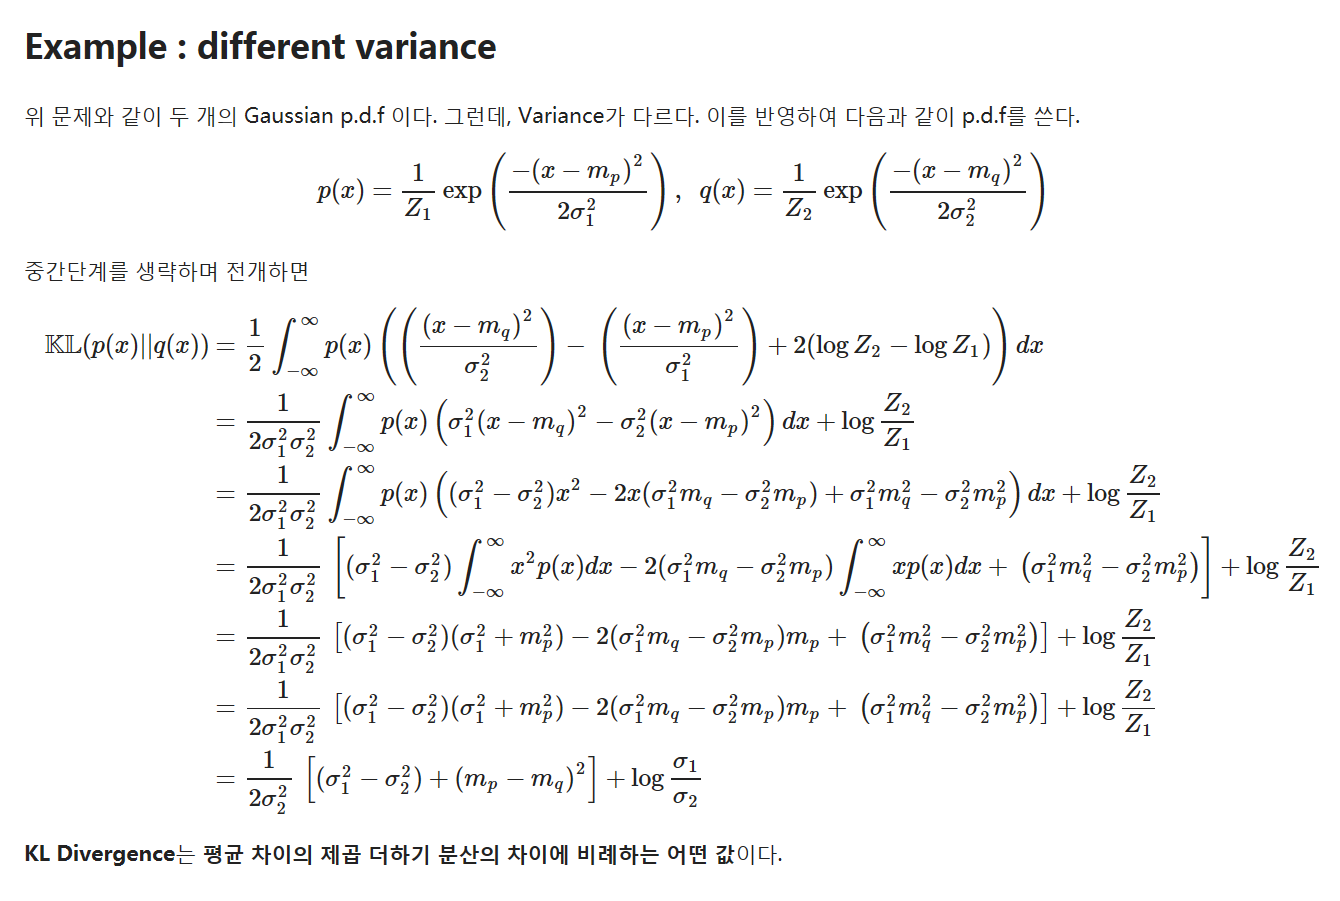 Example : different variance
위 문제와 같이 두 개의 Gaussian p.d.f 이다. 그런데, Variance가 다르다. 이를 반영하여 다음과 같이 p.d.f를 쓴다.
$p(x) = \frac{1}{Z_1} \exp\left(\frac{-(x-m_p)^2}{2\sigma_1^2}\right), \; q(x) = \frac{1}{Z_2} \exp\left(\frac{-(x-m_q)^2}{2\sigma_2^2}\right)$
중간단계를 생략하며 전개하면
$\mathbb{KL}(p(x)||q(x)) = \frac{1}{2} \int_{-\infty}^{\infty} p(x) \left( \left( \frac{(x-m_q)^2}{\sigma_2^2} \right) - \left( \frac{(x-m_p)^2}{\sigma_1^2} \right) + 2(\log Z_2 - \log Z_1) \right) dx$
$= \frac{1}{2\sigma_1^2\sigma_2^2} \int_{-\infty}^{\infty} p(x) \left( \sigma_1^2(x-m_q)^2 - \sigma_2^2(x-m_p)^2 \right) dx + \log \frac{Z_2}{Z_1}$
$= \frac{1}{2\sigma_1^2\sigma_2^2} \int_{-\infty}^{\infty} p(x) \left( (\sigma_1^2 - \sigma_2^2)x^2 - 2x(\sigma_1^2 m_q - \sigma_2^2 m_p) + \sigma_1^2 m_q^2 - \sigma_2^2 m_p^2 \right) dx + \log \frac{Z_2}{Z_1}$
$= \frac{1}{2\sigma_1^2\sigma_2^2} \left[ (\sigma_1^2 - \sigma_2^2) \int_{-\infty}^{\infty} x^2 p(x) dx - 2(\sigma_1^2 m_q - \sigma_2^2 m_p) \int_{-\infty}^{\infty} x p(x) dx + (\sigma_1^2 m_q^2 - \sigma_2^2 m_p^2) \right] + \log \frac{Z_2}{Z_1}$
$= \frac{1}{2\sigma_1^2\sigma_2^2} \left[ (\sigma_1^2 - \sigma_2^2)(\sigma_1^2 + m_p^2) - 2(\sigma_1^2 m_q - \sigma_2^2 m_p) m_p + (\sigma_1^2 m_q^2 - \sigma_2^2 m_p^2) \right] + \log \frac{Z_2}{Z_1}$
$= \frac{1}{2\sigma_1^2\sigma_2^2} \left[ (\sigma_1^2 - \sigma_2^2)(\sigma_1^2 + m_p^2) - 2(\sigma_1^2 m_q - \sigma_2^2 m_p) m_p + (\sigma_1^2 m_q^2 - \sigma_2^2 m_p^2) \right] + \log \frac{Z_2}{Z_1}$
$= \frac{1}{2\sigma_2^2} \left[ (\sigma_1^2 - \sigma_2^2) + (m_p - m_q)^2 \right] + \log \frac{\sigma_1}{\sigma_2}$
KL Divergence는 평균 차이의 제곱 더하기 분산의 차이에 비례하는 어떤 값이다.